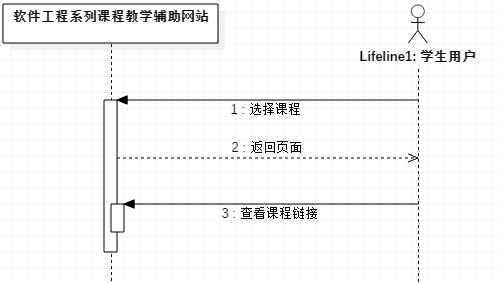 软件工程系列课程教学辅助网站
Lifeline1: 学生用户
1 : 选择课程
2 : 返回页面
3 : 查看课程链接